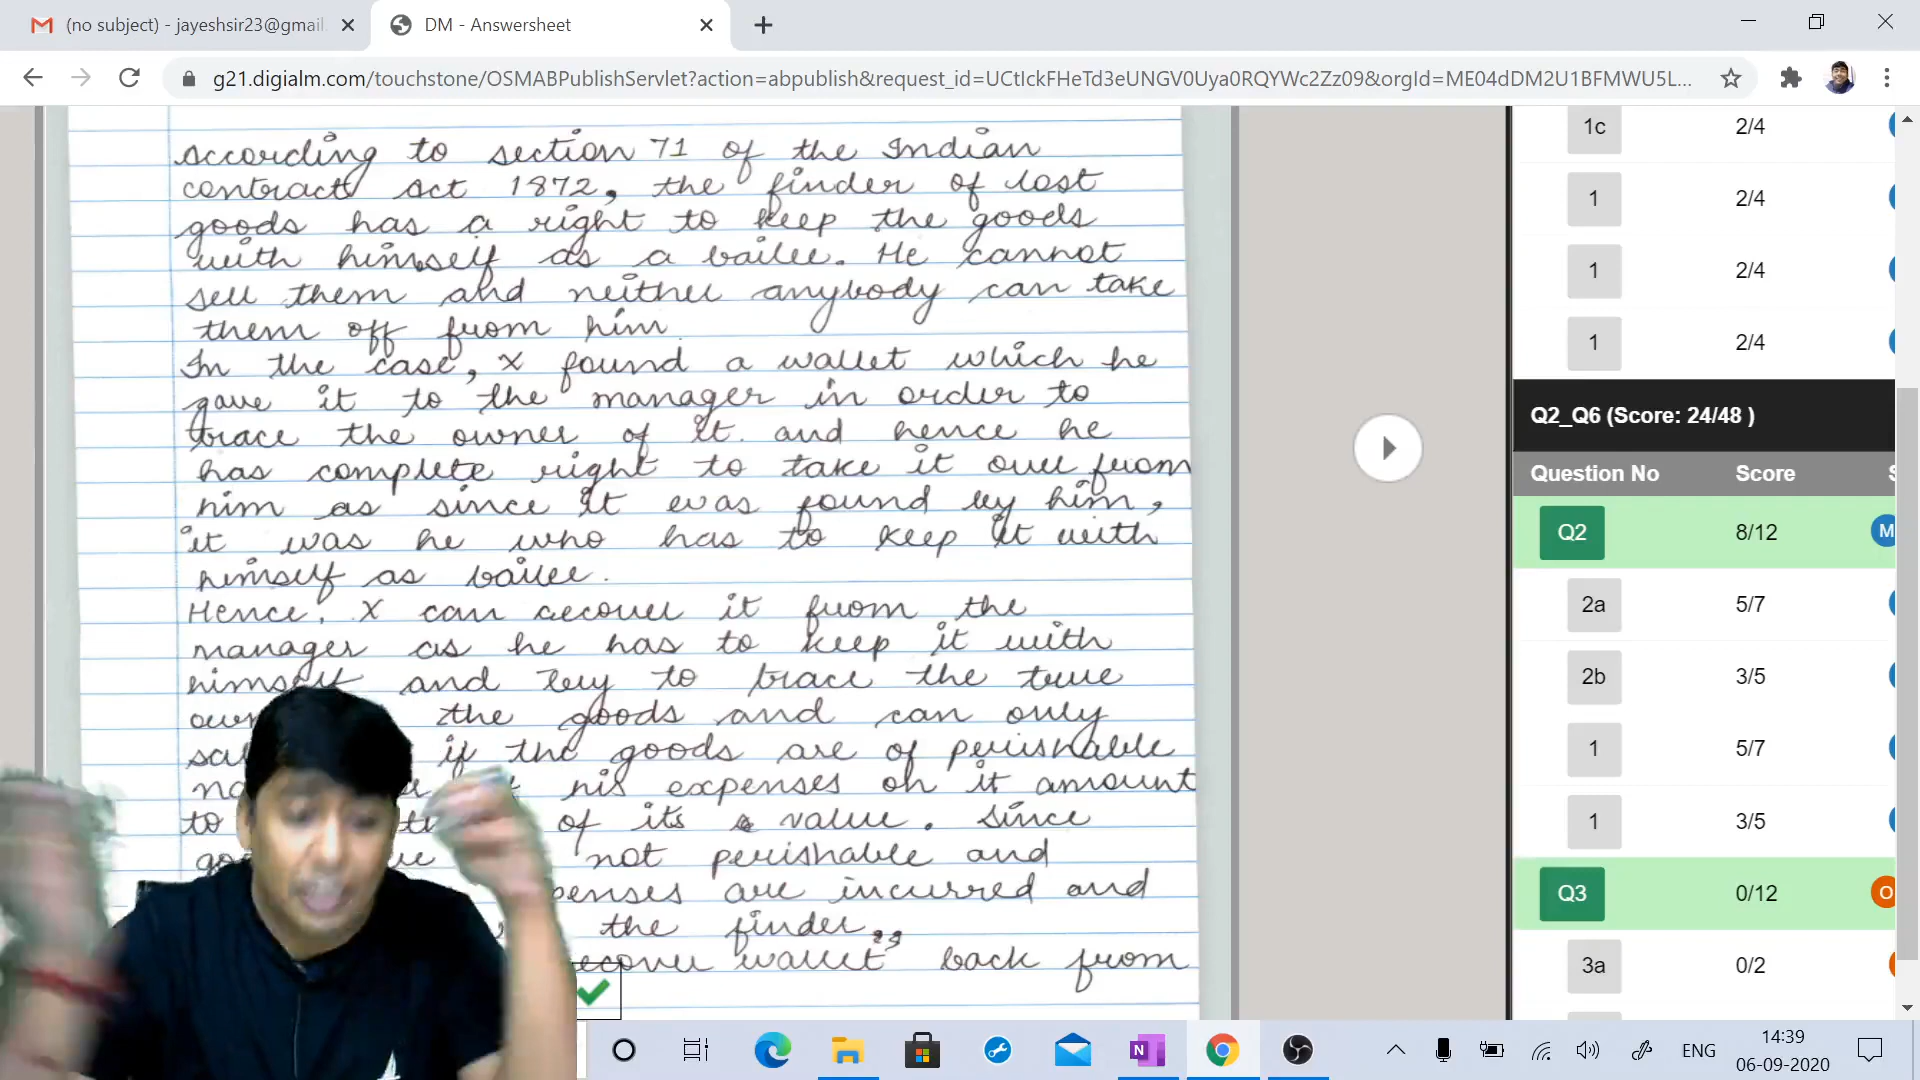 (no subject) - jayeshsir23@gmail.
DM - Answersheet
g21.digialm.com/touchstone/OSMABPublishServlet?action=abpublish&request_id=UCtIckFHeTd3eUNGV0Uya0RQYWc2Zz09&orgId=ME04dDM2U1BFMWU5L...
According to section 71 of the Indian
contract Act 1872, the finder of lost
goods has a right to keep the goods
with himself as a bailee. He cannot
sell them and neither anybody can take
them off from him
In the case, X found a wallet which he
gave it to the manager in order to
trace the owner of it. and hence he
has complete right to take it over from
him as since it was found by him,
it was he who has to keep it with
himself as bailee.
Hence, X can recover it from the
manager as he has to keep it with
himself and try to trace the true
the goods and can only
if the goods are of perishable
his expenses on it amount
to of its value. Since
not perishable and
are incurred and
the finder,
wallet back from
1c 2/4
1 2/4
1 2/4
1 2/4
Q2_Q6 (Score: 24/48 )
Question No Score S
Q2 8/12 M
2a 5/7
2b 3/5
1 5/7
1 3/5
Q3 0/12 O
3a 0/2
N
ENG
14:39
06-09-2020